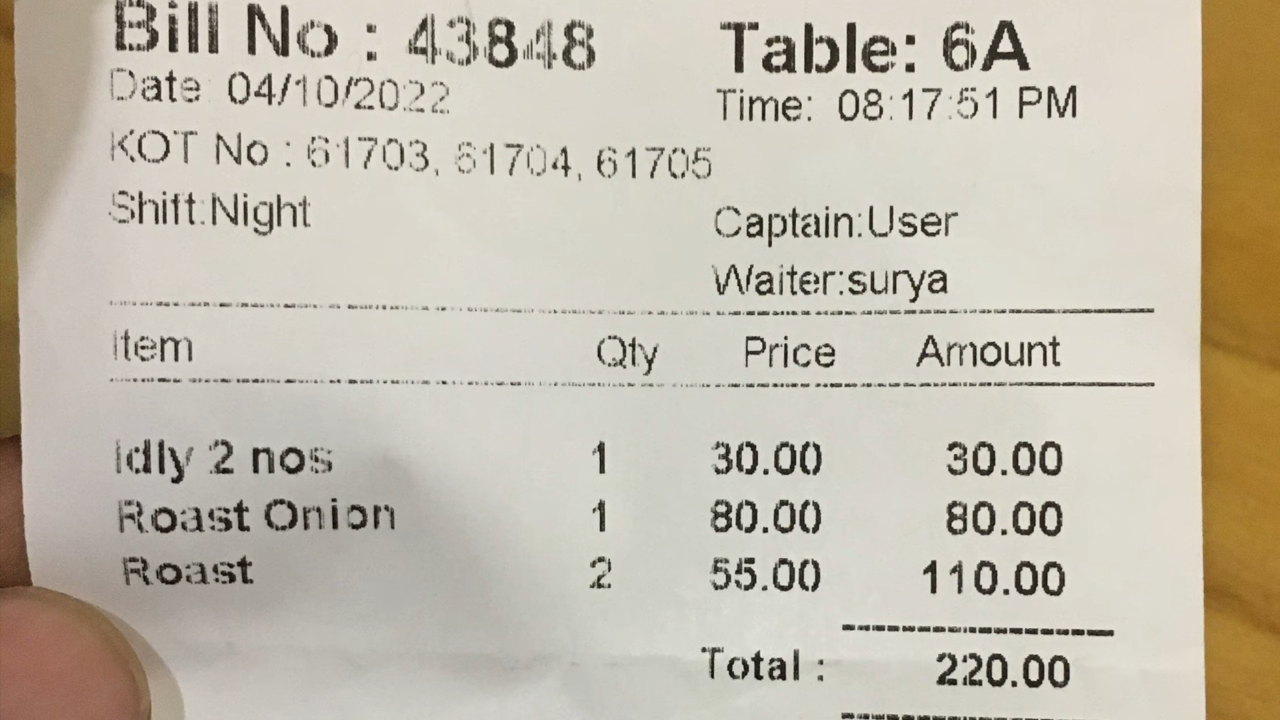 Bill No : 43848 Table: 6A
Date 04/10/2022 Time: 08:17:51 PM
KOT No : 61703, 61704, 61705
Shift:Night Captain:User
Waiter:surya
Item Qty Price Amount
Idly 2 nos 1 30.00 30.00
Roast Onion 1 80.00 80.00
Roast 2 55.00 110.00
Total : 220.00